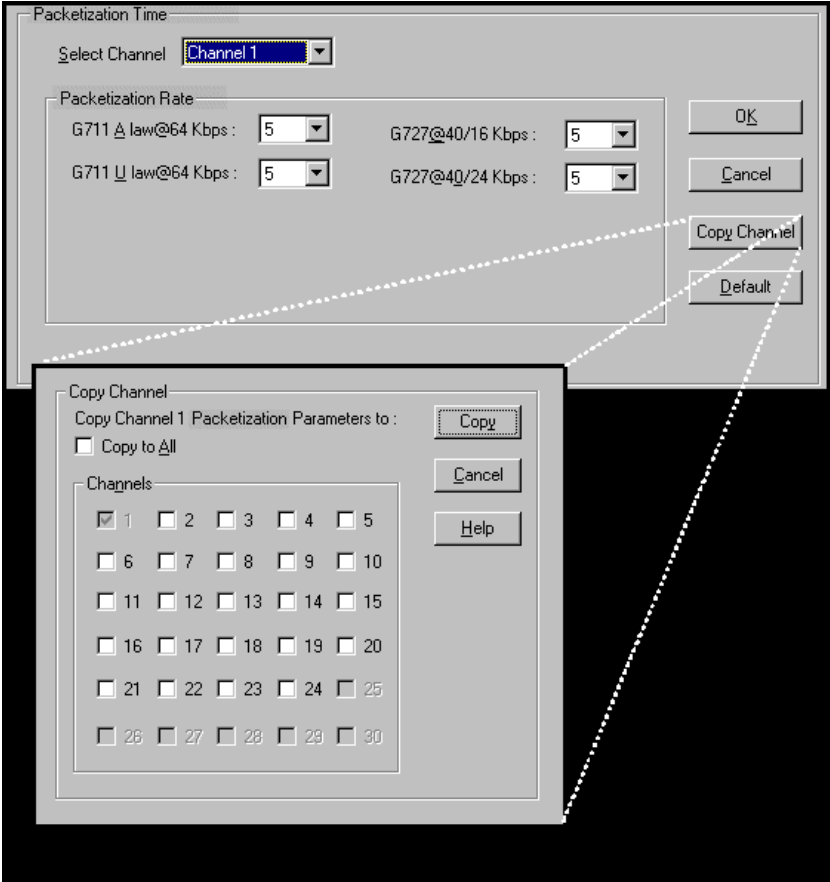 Packetization Time
Select Channel Channel 1
Packetization Rate
G711 A law@64 Kbps : 5
G727@40/16 Kbps : 5
G711 U law@64 Kbps : 5
G727@40/24 Kbps : 5
OK
Cancel
Copy Channel
Default
Copy Channel
Copy Channel 1 Packetization Parameters to :
Copy to All
Channels
1 2 3 4 5
6 7 8 9 10
11 12 13 14 15
16 17 18 19 20
21 22 23 24 25
26 27 28 29 30
Copy
Cancel
Help